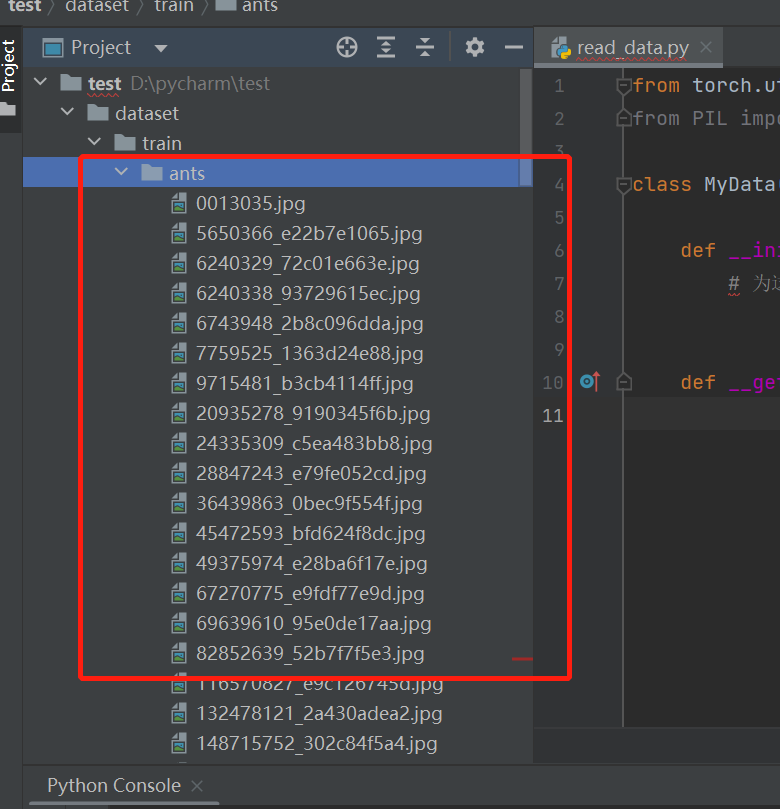 test dataset train ants
Project
Project
read_data.py
test D:\pycharm\test
dataset
train
ants
0013035.jpg
5650366_e22b7e1065.jpg
6240329_72c01e663e.jpg
6240338_93729615ec.jpg
6743948_2b8c096dda.jpg
7759525_1363d24e88.jpg
9715481_b3cb4114ff.jpg
20935278_9190345f6b.jpg
24335309_c5ea483bb8.jpg
28847243_e79fe052cd.jpg
36439863_0bec9f554f.jpg
45472593_bfd624f8dc.jpg
49375974_e28ba6f17e.jpg
67270775_e9fdf77e9d.jpg
69639610_95e0de17aa.jpg
82852639_52b7f7f5e3.jpg
116570827_e9c126745d.jpg
132478121_2a430adea2.jpg
148715752_302c84f5a4.jpg
1 from torch.ut
2 from PIL impo
3
4 class MyData
5
6 def __ini
7 # 为
8
9
10 def __ge
11
Python Console